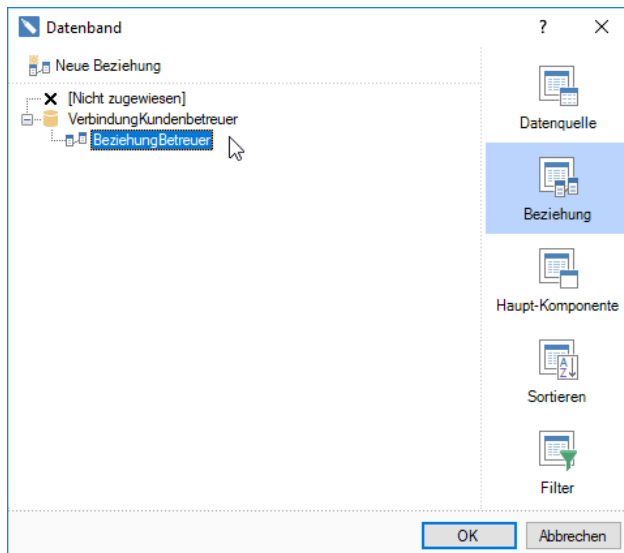 Datenband
?
Neue Beziehung
[Nicht zugewiesen]
VerbindungKundenbetreuer
BeziehungBetreuer
Datenquelle
Beziehung
Haupt-Komponente
Sortieren
Filter
OK
Abbrechen